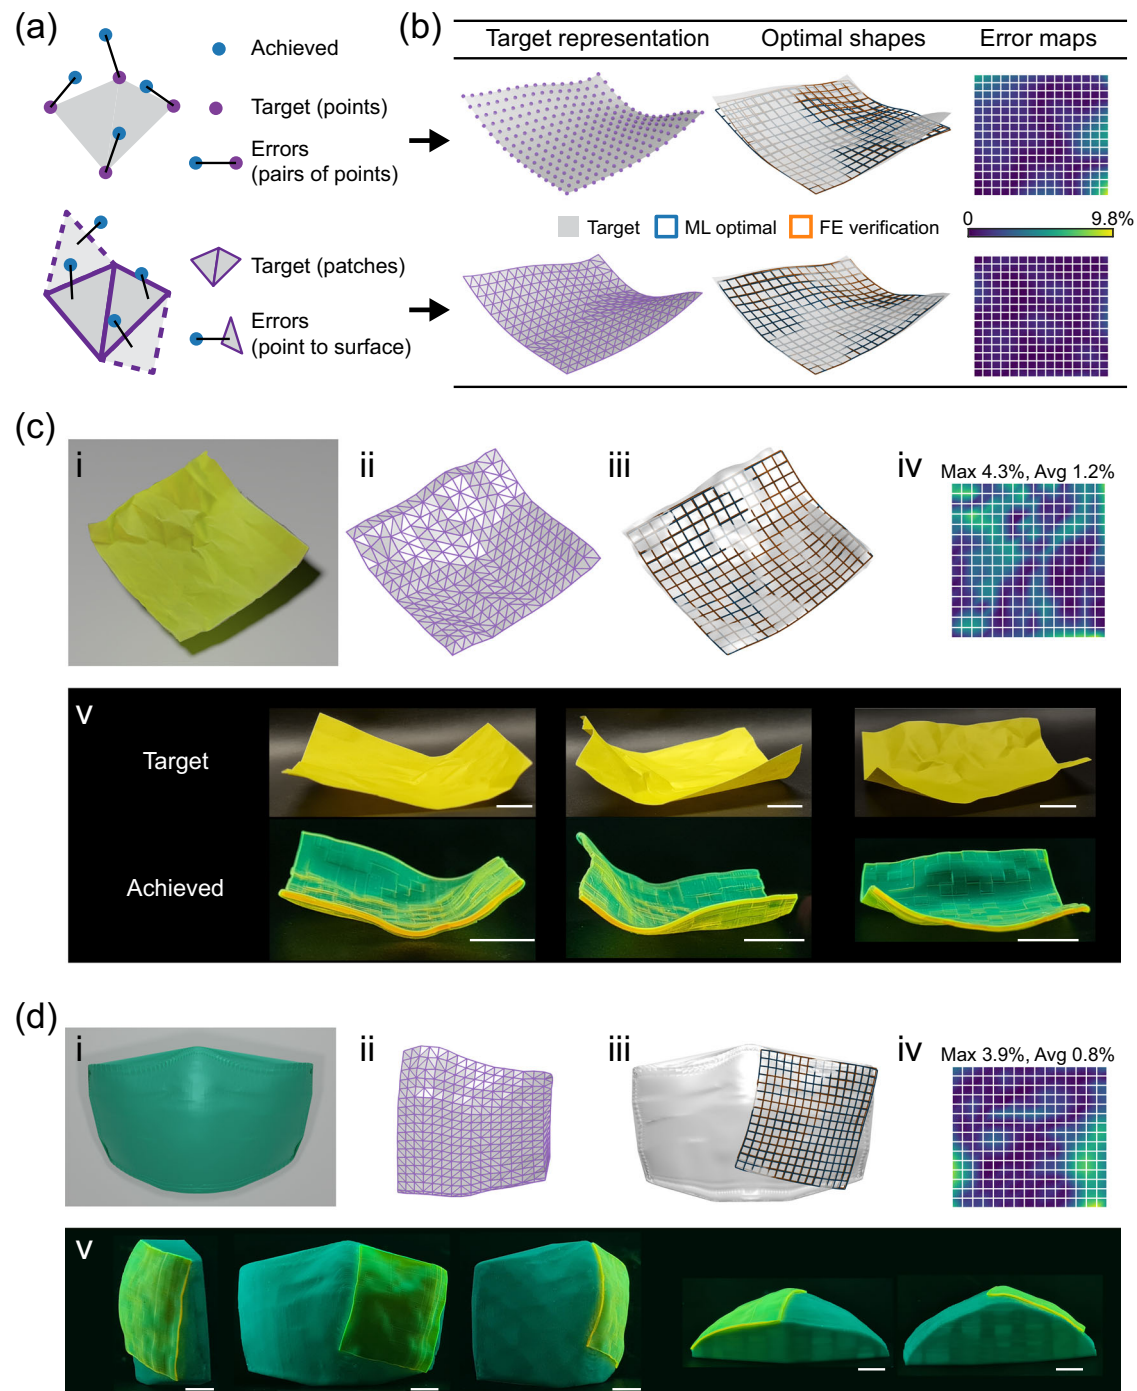 (a)
Achieved
Target (points)
Errors
(pairs of points)
Target (patches)
Errors
(point to surface)
(b)
Target representation
Optimal shapes
Error maps
Target
ML optimal
FE verification
0
9.8%
(c)
i
ii
iii
iv
Max 4.3%, Avg 1.2%
v
Target
Achieved
(d)
i
ii
iii
iv
Max 3.9%, Avg 0.8%
v